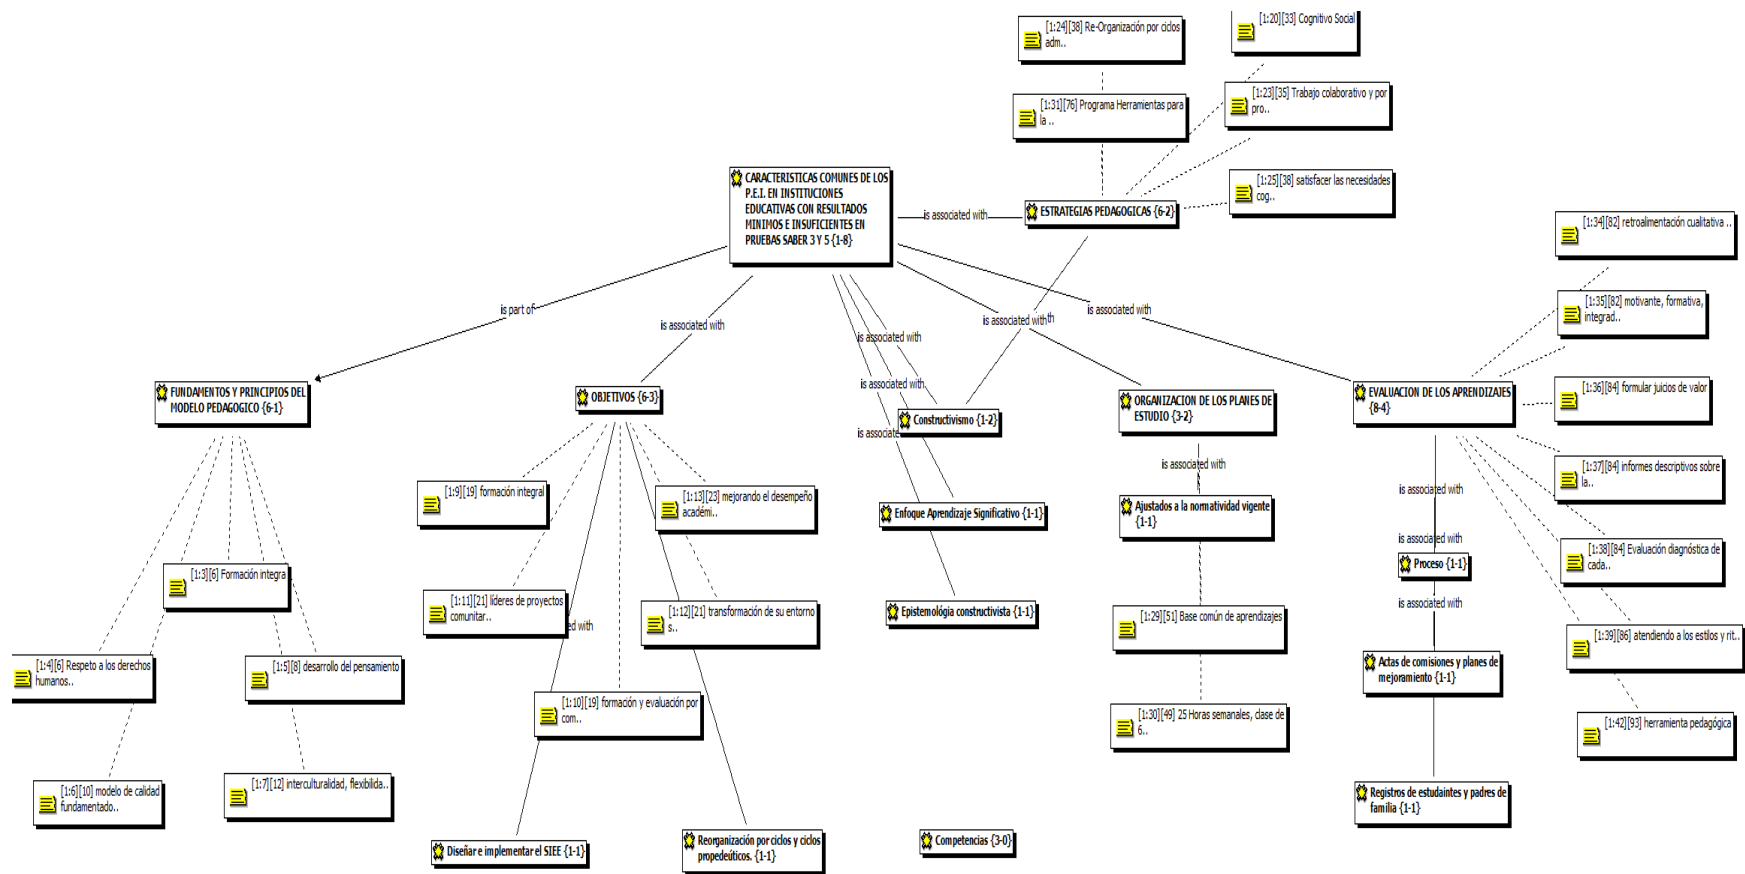 [1:24][38] Re-Organización por ciclos
adm..
[1:20][33] Cognitivo Social
[1:31][76] Programa Herramientas para
la ..
[1:23][35] Trabajo colaborativo y por
pro..
CARACTERISTICAS COMUNES DE LOS
P.E.I. EN INSTITUCIONES
EDUCATIVAS CON RESULTADOS
MINIMOS E INSUFICIENTES EN
PRUEBAS SABER 3 Y 5 {1-8}
is associated with
ESTRATEGIAS PEDAGOGICAS {6-2}
[1:25][38] satisfacer las necesidades
cog..
[1:34][82] retroalimentación cualitativa ..
[1:35][82] motivante, formativa,
integrad..
is part of
is associated with
is associated with
is associated with
is associated with
is associated with
is associated with
FUNDAMENTOS Y PRINCIPIOS DEL
MODELO PEDAGOGICO {6-1}
OBJETIVOS {6-3}
Constructivismo {1-2}
ORGANIZACION DE LOS PLANES DE
ESTUDIO {3-2}
EVALUACION DE LOS APRENDIZAJES
{8-4}
[1:36][84] formular juicios de valor
is associated with
[1:37][84] informes descriptivos sobre
la..
[1:9][19] formación integral
[1:13][23] mejorando el desempeño
académi..
Enfoque Aprendizaje Significativo {1-1}
Ajustados a la normatividad vigente
{1-1}
is associated with
is associated with
[1:38][84] Evaluación diagnóstica de
cada..
Proceso {1-1}
[1:3][6] Formación integra
[1:11][21] líderes de proyectos
comunitar..
ed with
[1:12][21] transformación de su entorno
s..
Epistemológia constructivista {1-1}
[1:29][51] Base común de aprendizajes
is associated with
[1:39][86] atendiendo a los estilos y rit..
[1:4][6] Respeto a los derechos
humanos..
[1:5][8] desarrollo del pensamiento
Actas de comisiones y planes de
mejoramiento {1-1}
[1:10][19] formación y evaluación por
com..
[1:30][49] 25 Horas semanales, clase de
6..
[1:42][93] herramienta pedagógica
[1:6][10] modelo de calidad
fundamentado..
[1:7][12] interculturalidad, flexibilida..
Registros de estudaintes y padres de
familia {1-1}
Diseñar e implementar el SIEE {1-1}
Reorganización por ciclos y ciclos
propedeúticos. {1-1}
Competencias {3-0}